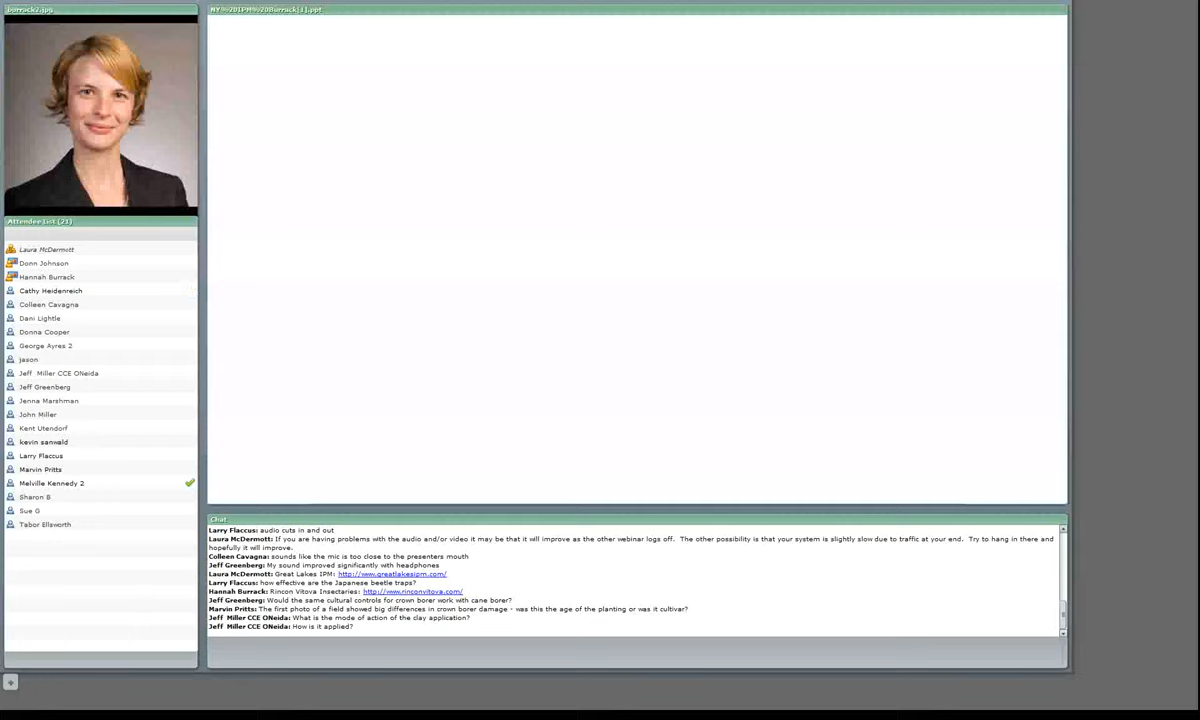 burrack2.jpg
NY%20IPM%20Burrack[1].ppt
Attendee List (21)
Laura McDermott
Donn Johnson
Hannah Burrack
Cathy Heidenreich
Colleen Cavagna
Dani Lightle
Donna Cooper
George Ayres 2
jason
Jeff Miller CCE ONeida
Jeff Greenberg
Jenna Marshman
John Miller
Kent Utendorf
kevin sanwald
Larry Flaccus
Marvin Pritts
Melville Kennedy 2
Sharon B
Sue G
Tabor Ellsworth
Chat
Larry Flaccus: audio cuts in and out
Laura McDermott: If you are having problems with the audio and/or video it may be that it will improve as the other webinar logs off. The other possibility is that your system is slightly slow due to traffic at your end. Try to hang in there and
hopefully it will improve.
Colleen Cavagna: sounds like the mic is too close to the presenters mouth
Jeff Greenberg: My sound improved significantly with headphones
Laura McDermott: Great Lakes IPM: http://www.greatlakesipm.com/
Larry Flaccus: how effective are the Japanese beetle traps?
Hannah Burrack: Rincon Vitova Insectaries: http://www.rinconvitova.com/
Jeff Greenberg: Would the same cultural controls for crown borer work with cane borer?
Marvin Pritts: The first photo of a field showed big differences in crown borer damage - was this the age of the planting or was it cultivar?
Jeff Miller CCE ONeida: What is the mode of action of the clay application?
Jeff Miller CCE ONeida: How is it applied?